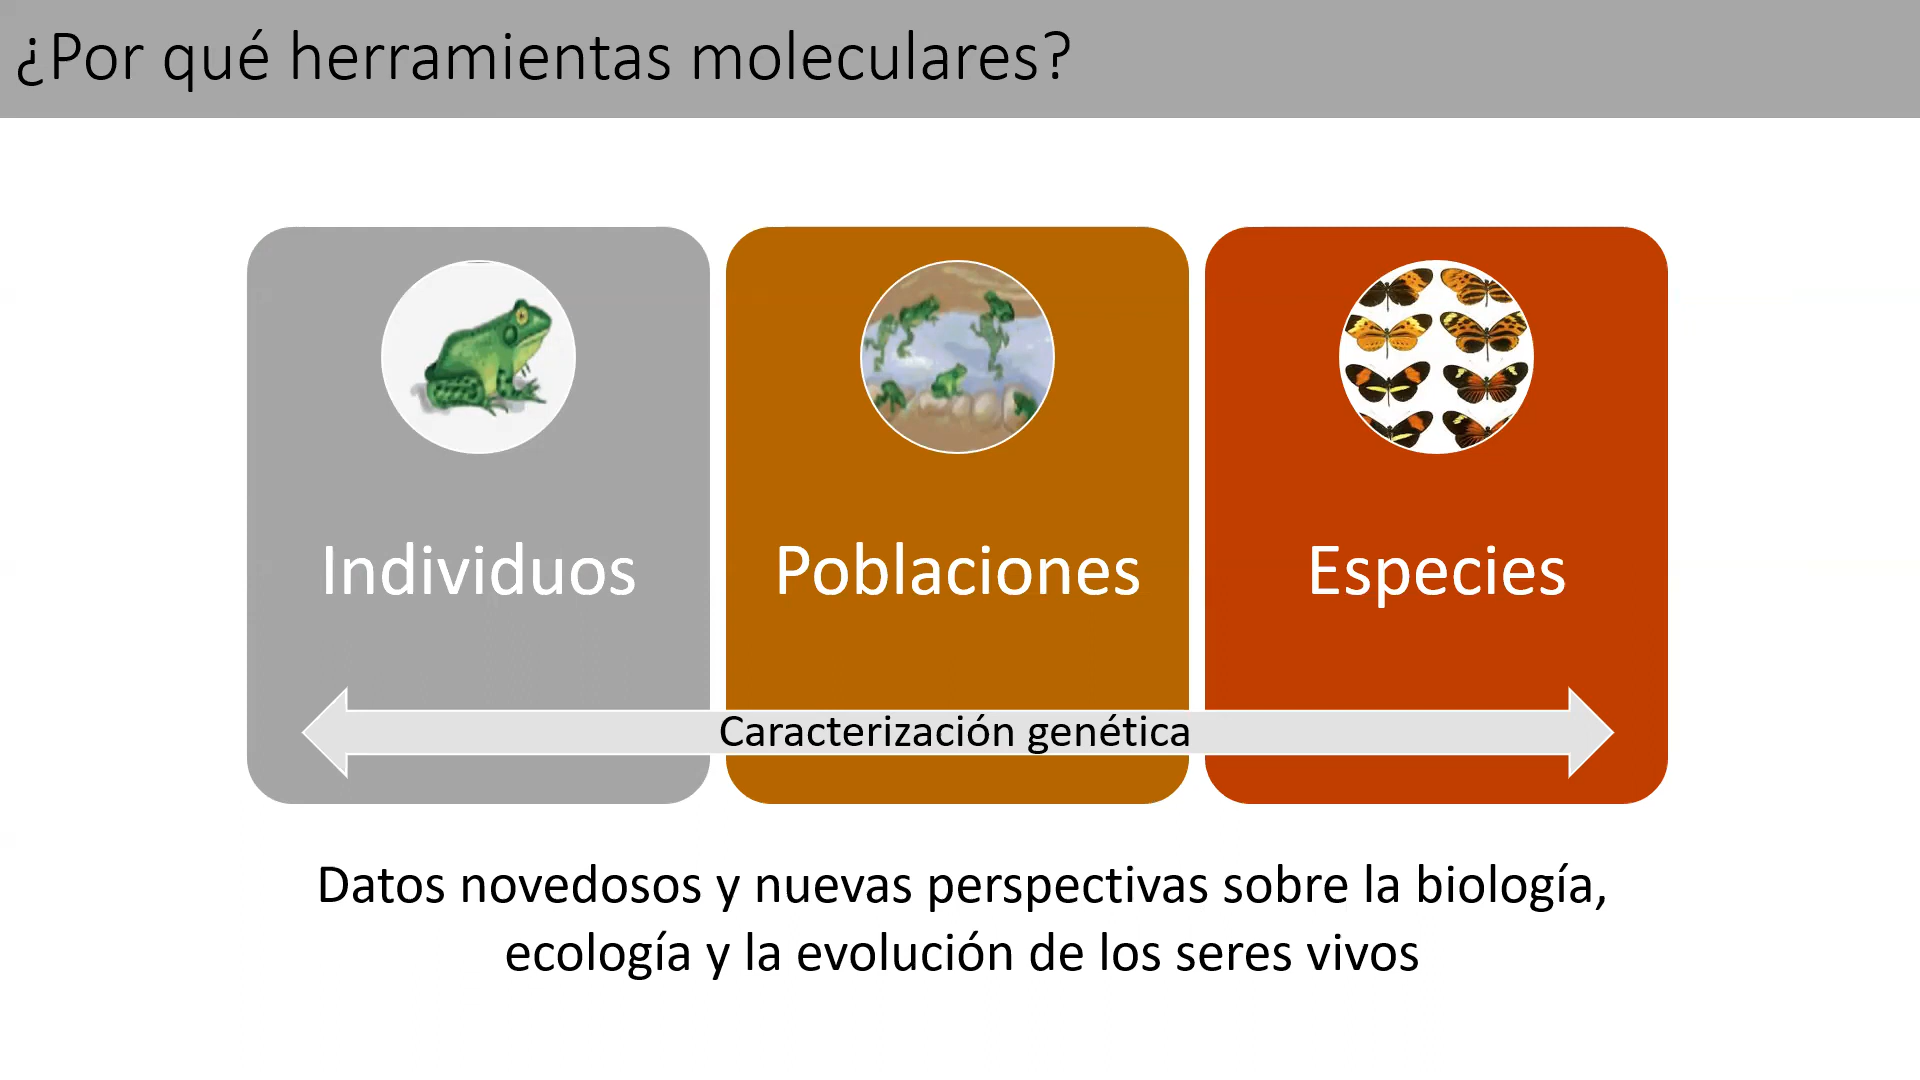 ¿Por qué herramientas moleculares?
Individuos
Poblaciones
Especies
Caracterización genética
Datos novedosos y nuevas perspectivas sobre la biología,
ecología y la evolución de los seres vivos